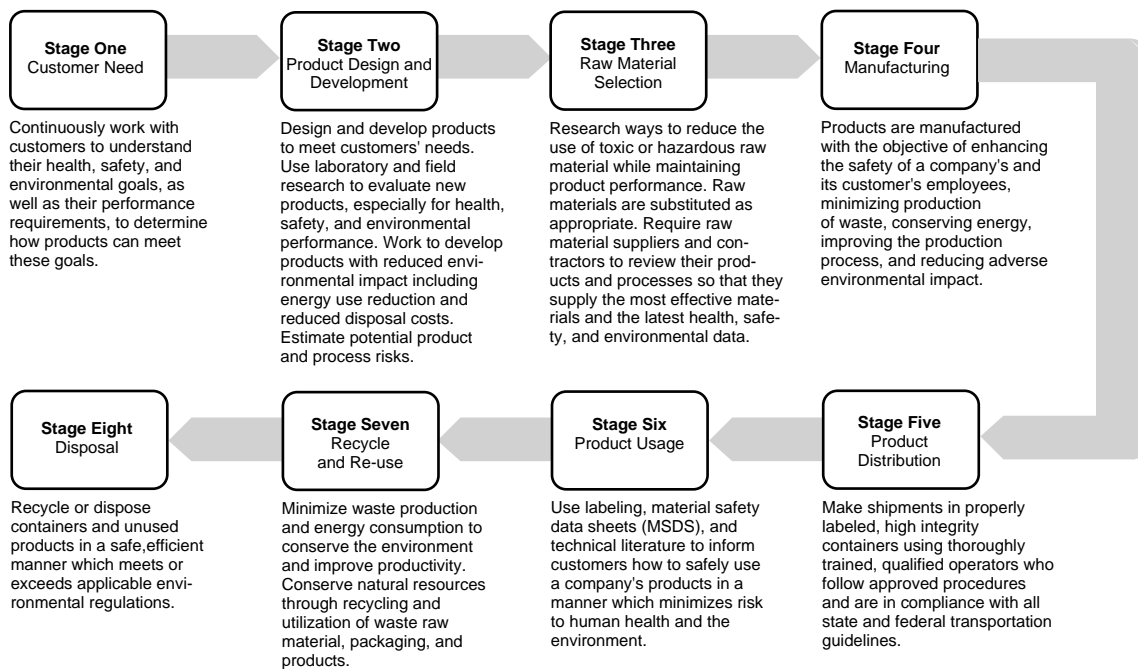 Stage One
Customer Need
Continuously work with
customers to understand
their health, safety, and
environmental goals, as
well as their performance
requirements, to determine
how products can meet
these goals.
Stage Two
Product Design and
Development
Design and develop products
to meet customers' needs.
Use laboratory and field
research to evaluate new
products, especially for health,
safety, and environmental
performance. Work to develop
products with reduced envi-
ronmental impact including
energy use reduction and
reduced disposal costs.
Estimate potential product
and process risks.
Stage Three
Raw Material
Selection
Research ways to reduce the
use of toxic or hazardous raw
material while maintaining
product performance. Raw
materials are substituted as
appropriate. Require raw
material suppliers and con-
tractors to review their prod-
ucts and processes so that they
supply the most effective mate-
rials and the latest health, safe-
ty, and environmental data.
Stage Four
Manufacturing
Products are manufactured
with the objective of enhancing
the safety of a company's and
its customer's employees,
minimizing production
of waste, conserving energy,
improving the production
process, and reducing adverse
environmental impact.
Stage Five
Product
Distribution
Make shipments in properly
labeled, high integrity
containers using thoroughly
trained, qualified operators who
follow approved procedures
and are in compliance with all
state and federal transportation
guidelines.
Stage Six
Product Usage
Use labeling, material safety
data sheets (MSDS), and
technical literature to inform
customers how to safely use
a company's products in a
manner which minimizes risk
to human health and the
environment.
Stage Seven
Recycle
and Re-use
Minimize waste production
and energy consumption to
conserve the environment
and improve productivity.
Conserve natural resources
through recycling and
utilization of waste raw
material, packaging, and
products.
Stage Eight
Disposal
Recycle or dispose
containers and unused
products in a safe,efficient
manner which meets or
exceeds applicable envi-
ronmental regulations.